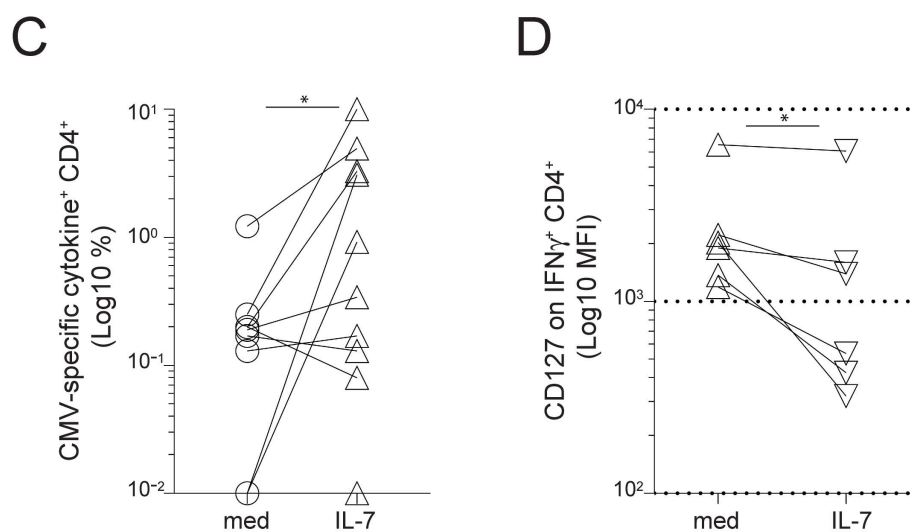 C
CMV-specific cytokine⁺ CD4⁺
(Log10 %)
10¹
10⁰
10⁻¹
10⁻²
*
med
IL-7
D
CD127 on IFNγ⁺ CD4⁺
(Log10 MFI)
10⁴
10³
10²
*
med
IL-7